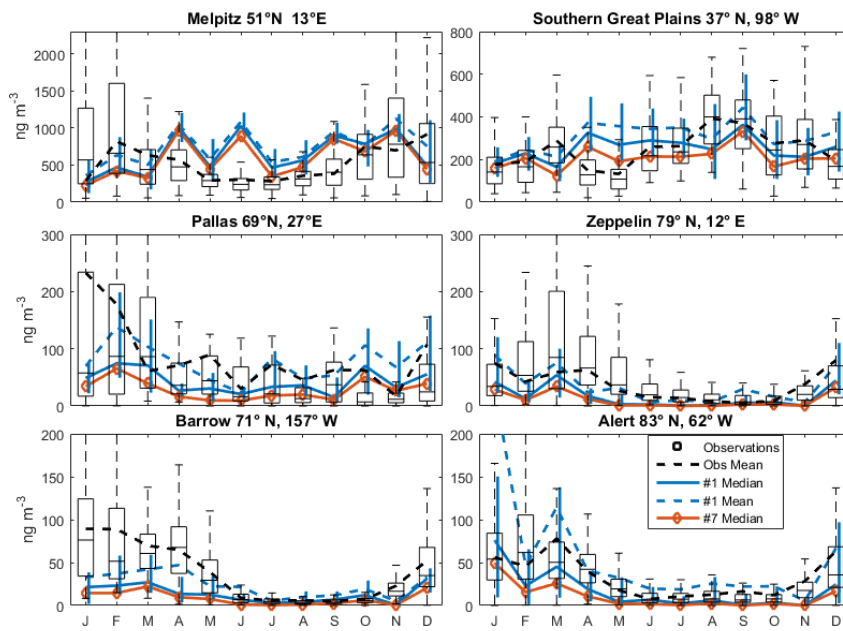 Melpitz 51°N 13°E
Southern Great Plains 37° N, 98° W
2000
1500
1000
500
0
ng m-3
800
600
400
200
0
Pallas 69°N, 27°E
Zeppelin 79° N, 12° E
300
200
100
0
ng m-3
300
200
100
0
Barrow 71° N, 157° W
Alert 83° N, 62° W
200
150
100
50
0
ng m-3
200
150
100
50
0
Observations
Obs Mean
#1 Median
#1 Mean
#7 Median
J F M A M J J A S O N D
J F M A M J J A S O N D